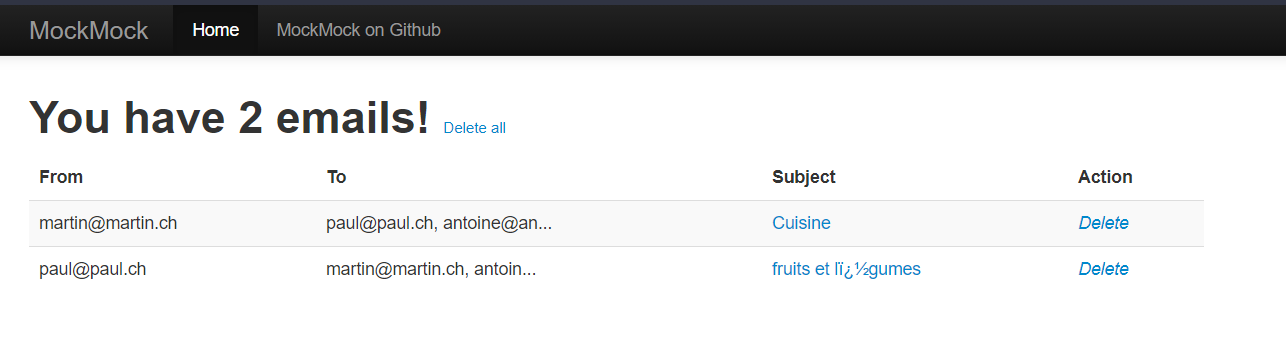 MockMock Home MockMock on Github
You have 2 emails! Delete all
From To Subject Action
martin@martin.ch paul@paul.ch, antoine@an... Cuisine Delete
paul@paul.ch martin@martin.ch, antoin... fruits et lï¿½gumes Delete